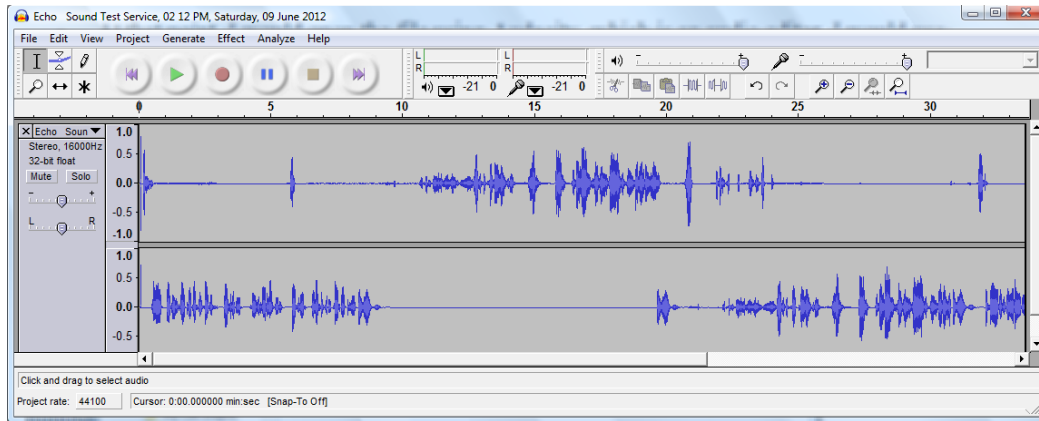 Echo Sound Test Service, 02 12 PM, Saturday, 09 June 2012
File Edit View Project Generate Effect Analyze Help
L
R
-21 0
L
R
-21 0
0 5 10 15 20 25 30
X Echo Soun
Stereo, 16000Hz
32-bit float
Mute Solo
- +
L R
1.0
0.5
0.0
-0.5
-1.0
1.0
0.5
0.0
-0.5
Click and drag to select audio
Project rate: 44100 Cursor: 0:00.000000 min:sec [Snap-To Off]